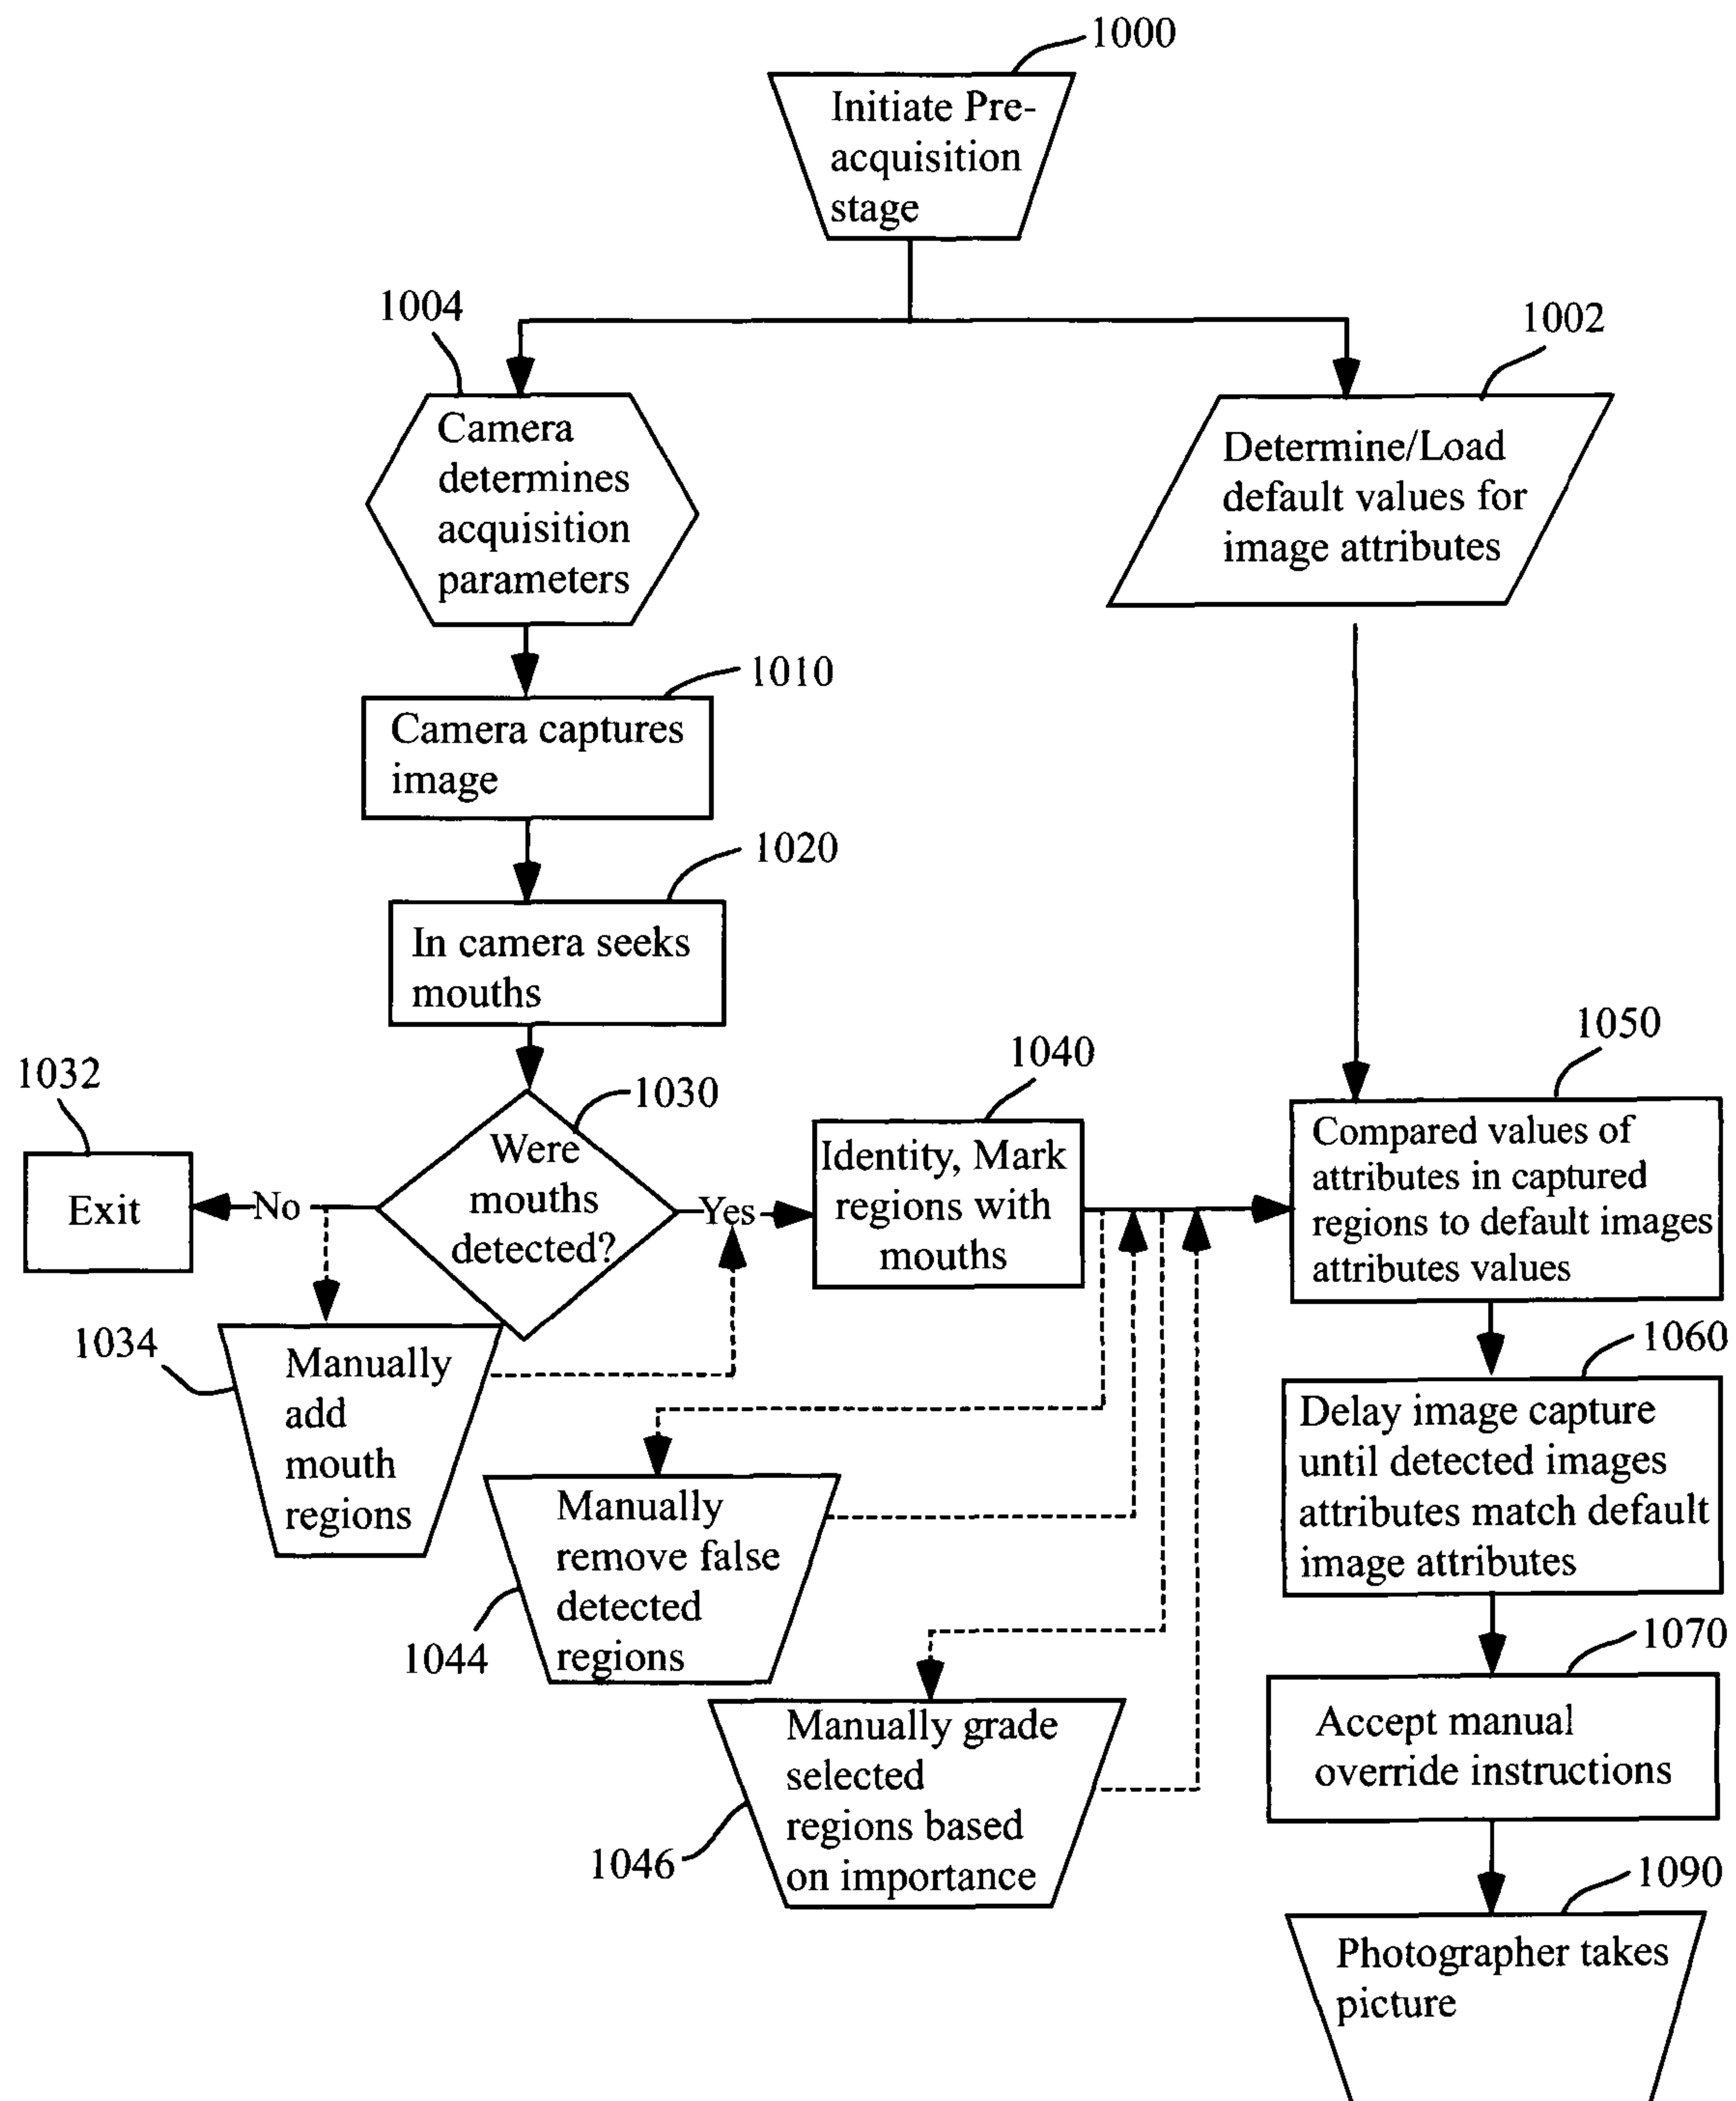 1000
Initiate Pre-
acquisition
stage
1004
1002
Camera
determines
acquisition
parameters
Determine/Load
default values for
image attributes
1010
Camera captures
image
1020
In camera seeks
mouths
1032
Exit
No
1030
Were
mouths
detected?
Yes
1040
Identity, Mark
regions with
mouths
1050
Compared values of
attributes in captured
regions to default images
attributes values
1034
Manually
add
mouth
regions
1044
Manually
remove false
detected
regions
1046
Manually grade
selected
regions based
on importance
1060
Delay image capture
until detected images
attributes match default
image attributes
1070
Accept manual
override instructions
1090
Photographer takes
picture